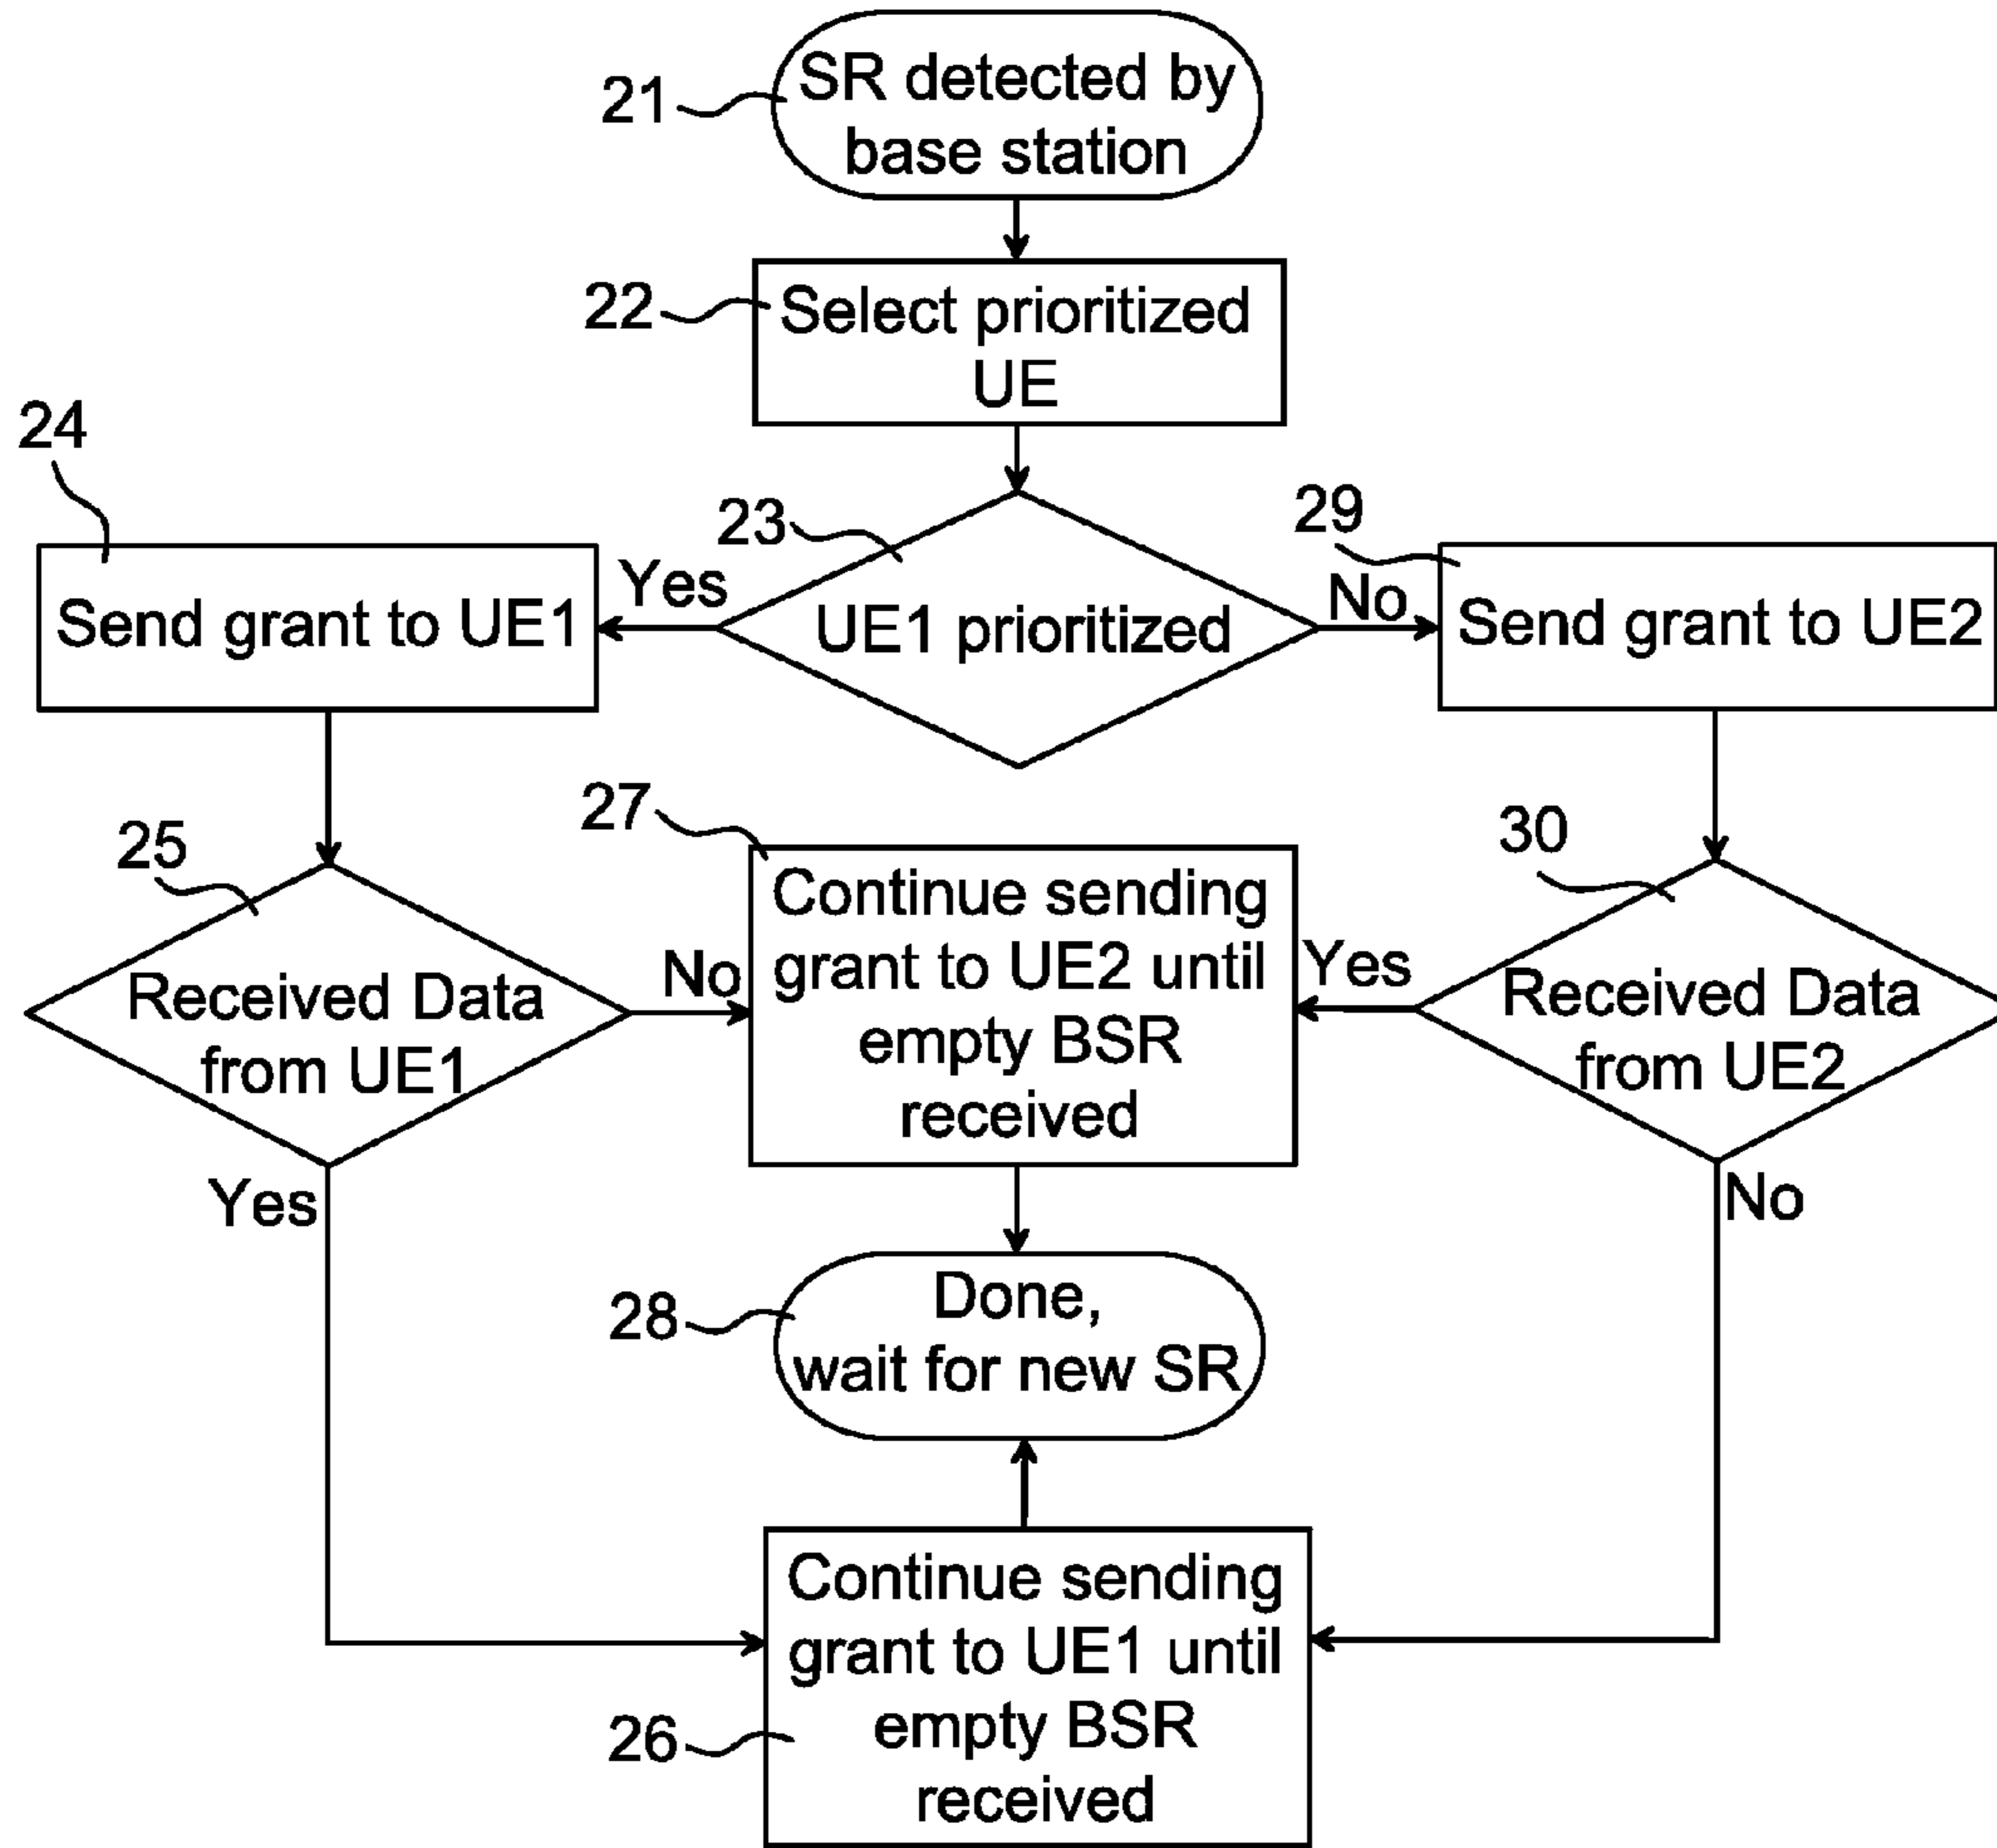 21
SR detected by
base station
22
Select prioritized
UE
24
23
29
Send grant to UE1
Yes
UE1 prioritized
No
Send grant to UE2
25
27
30
Received Data
from UE1
No
Continue sending
grant to UE2 until
empty BSR
received
Yes
Received Data
from UE2
Yes
No
28
Done,
wait for new SR
26
Continue sending
grant to UE1 until
empty BSR
received